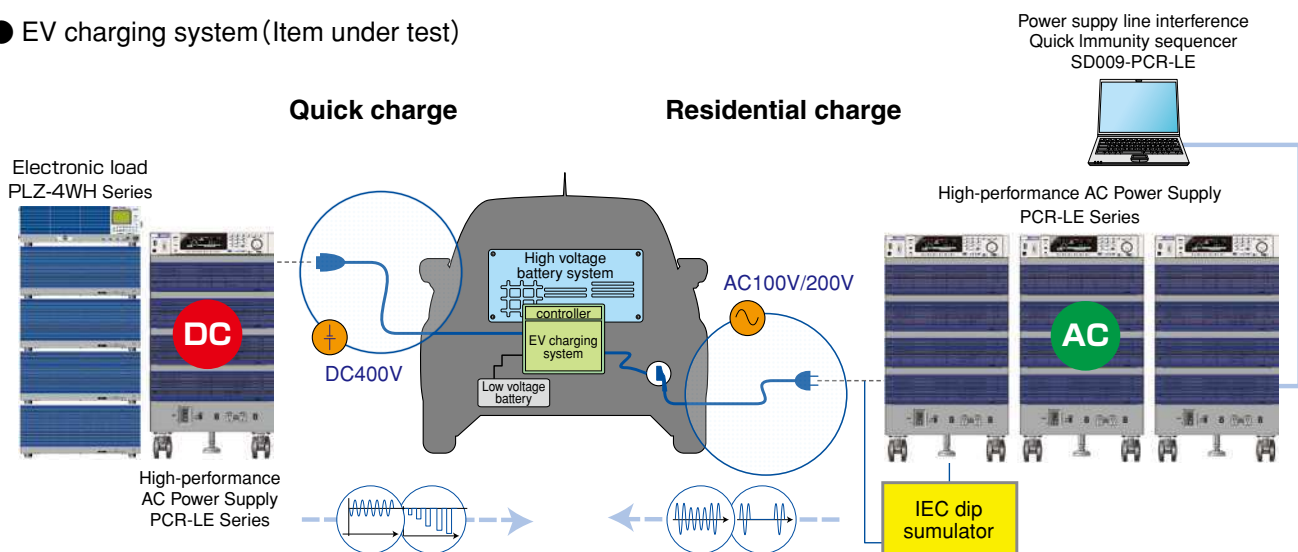 ● EV charging system（Item under test）
Power suppy line interference
Quick Immunity sequencer
SD009-PCR-LE
Quick charge
Residential charge
Electronic load
PLZ-4WH Series
High-performance AC Power Supply
PCR-LE Series
High voltage
battery system
AC100V/200V
controller
EV charging
system
DC
AC
DC400V
Low voltage
battery
High-performance
AC Power Supply
PCR-LE Series
IEC dip
sumulator